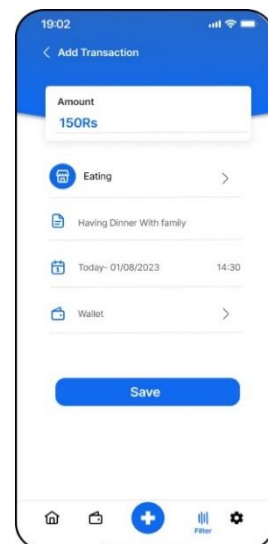 19:02
Add Transaction
Amount
150Rs
Eating
Having Dinner With family
Today- 01/08/2023 14:30
Wallet
Save
Filter